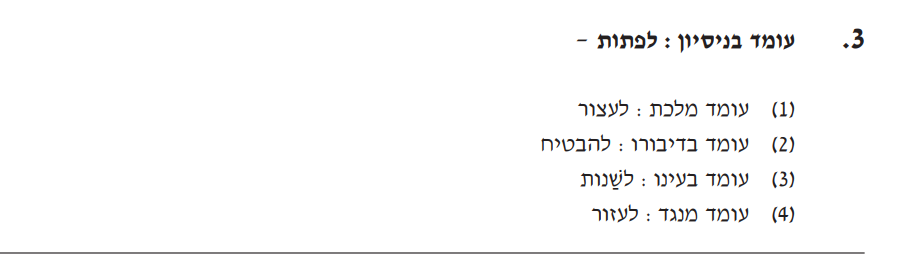 3. עומד בניסיון : לפתות –
(1) עומד מלכת : לעצור
(2) עומד בדיבורו : להבטיח
(3) עומד בעינו : לשַׁנות
(4) עומד מנגד : לעזור